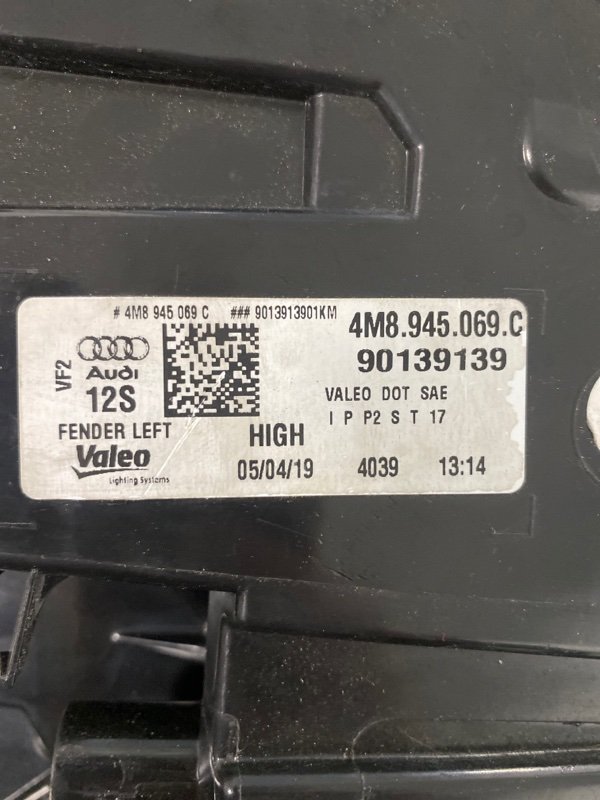 # 4M8 945 069 C ### 9013913901KM
4M8.945.069.C
90139139
VF2
Audi
12S
VALEO DOT SAE
I P P2 S T 17
FENDER LEFT
HIGH
Valeo
Lighting Systems
05/04/19 4039 13:14